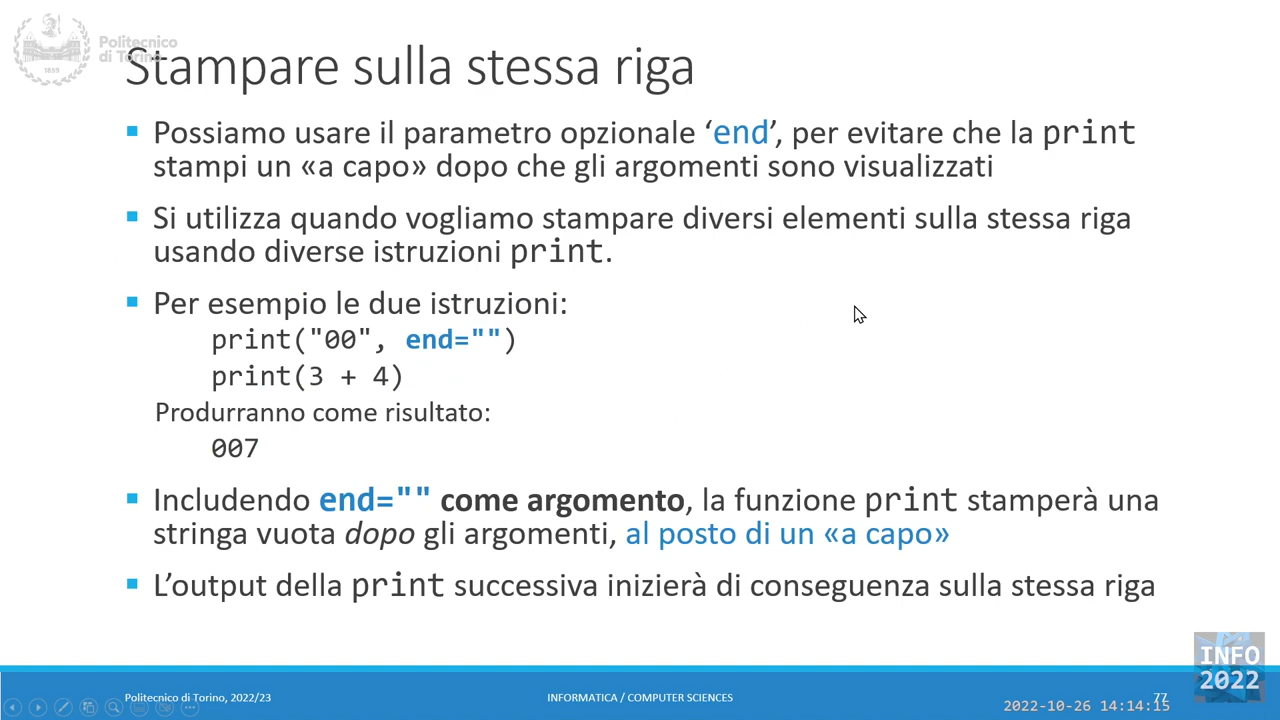 Politecnico
di Torino
1859
Stampare sulla stessa riga
Possiamo usare il parametro opzionale ‘end’, per evitare che la print
stampi un «a capo» dopo che gli argomenti sono visualizzati
Si utilizza quando vogliamo stampare diversi elementi sulla stessa riga
usando diverse istruzioni print.
Per esempio le due istruzioni:
print("00", end="")
print(3 + 4)
Produrranno come risultato:
007
Includendo end="" come argomento, la funzione print stamperà una
stringa vuota dopo gli argomenti, al posto di un «a capo»
L’output della print successiva inizierà di conseguenza sulla stessa riga
INFO
2022
Politecnico di Torino, 2022/23
INFORMATICA / COMPUTER SCIENCES
77
2022-10-26 14:14:15